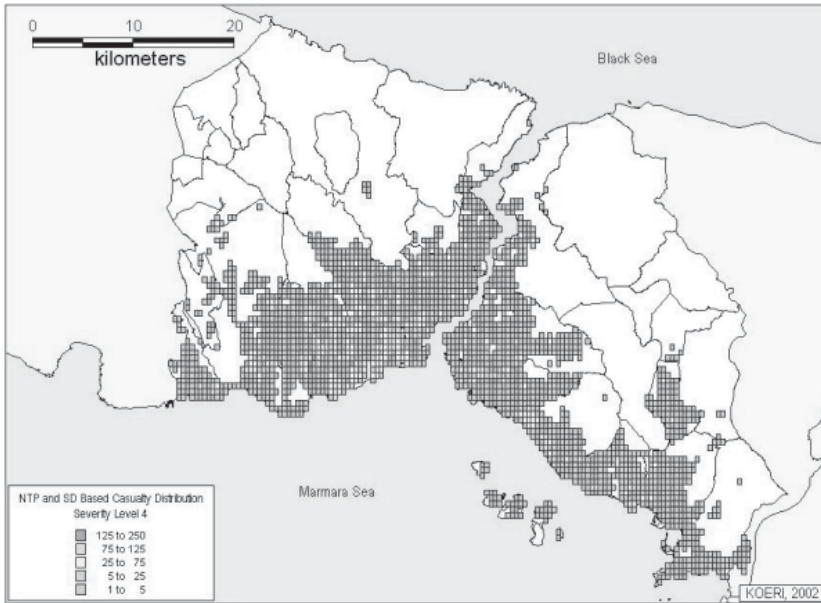 0 10 20
kilometers
Black Sea
Marmara Sea
NTP and SD Based Casualty Distribution
Severity Level 4
125 to 250
75 to 125
25 to 75
5 to 25
1 to 5
KOERI, 2002